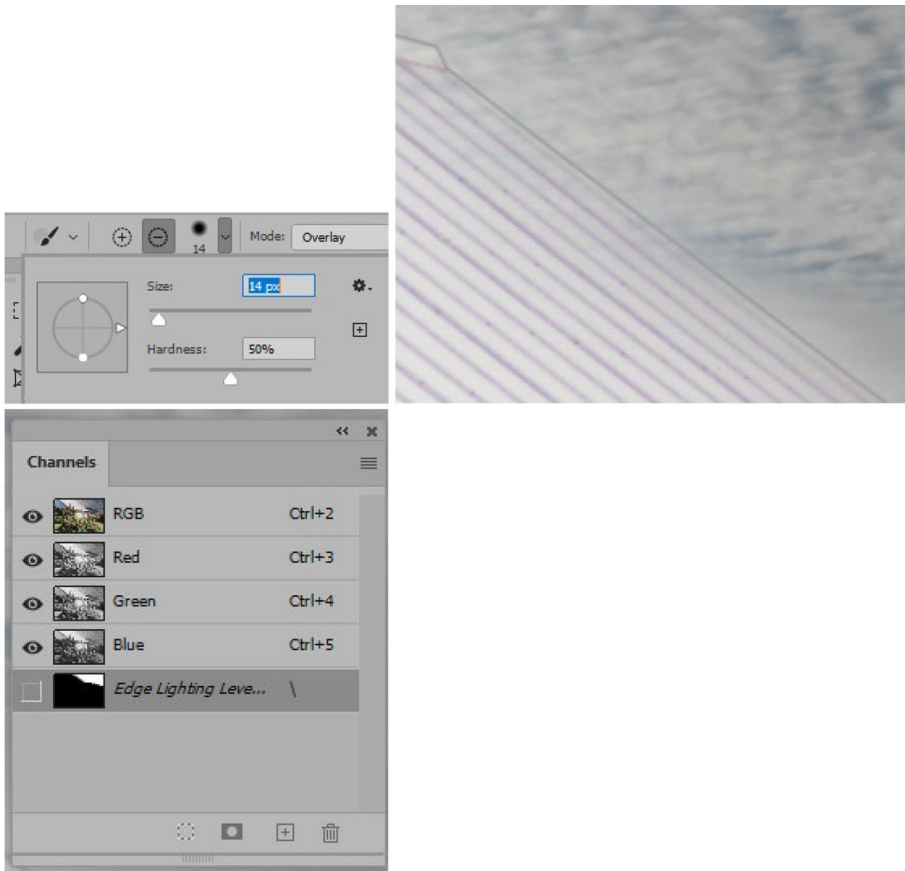 14
Mode: Overlay
Size: 14 px
Hardness: 50%
Channels
RGB Ctrl+2
Red Ctrl+3
Green Ctrl+4
Blue Ctrl+5
Edge Lighting Leve... \